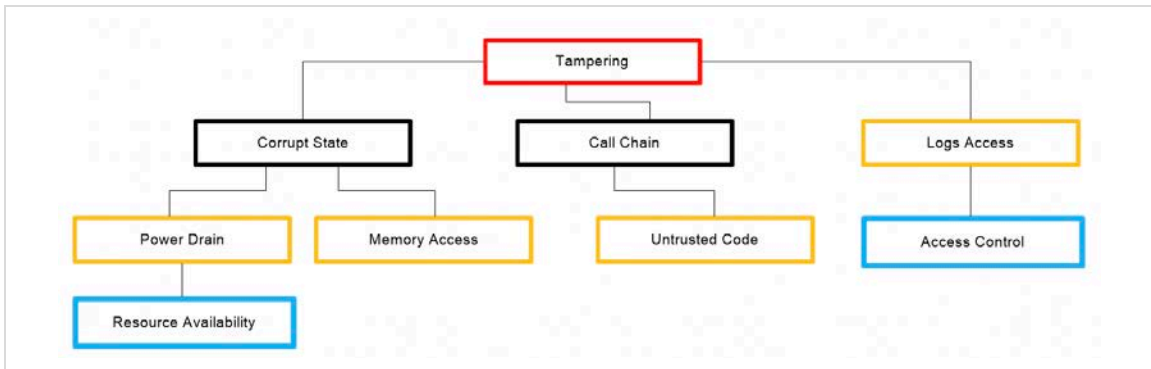 Tampering
Corrupt State
Call Chain
Logs Access
Power Drain
Memory Access
Untrusted Code
Access Control
Resource Availability